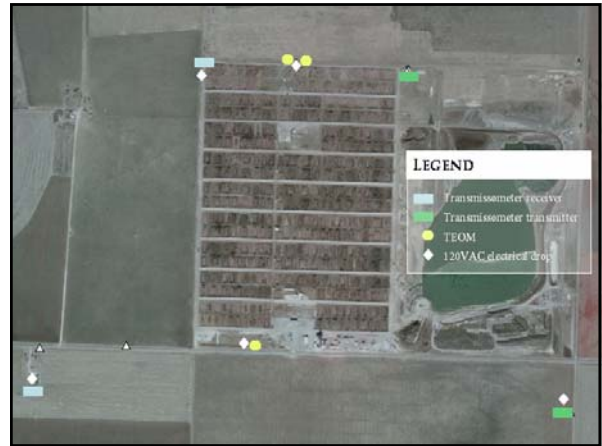 LEGEND
Transmissometer receiver
Transmissometer transmitter
TEOM
120VAC electrical drop